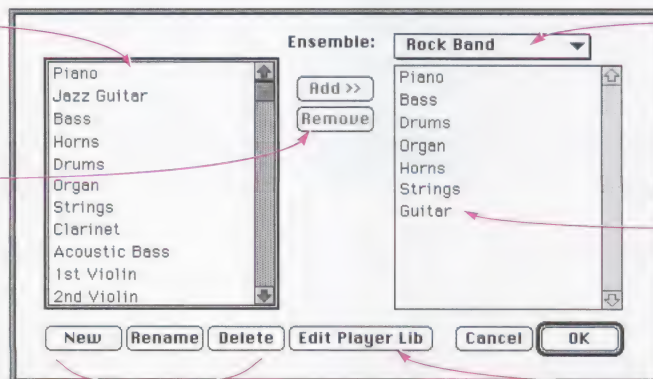 Ensemble: Rock Band
Piano
Jazz Guitar
Bass
Horns
Drums
Organ
Strings
Clarinet
Acoustic Bass
1st Violin
2nd Violin
Add >>
Remove
Piano
Bass
Drums
Organ
Horns
Strings
Guitar
New Rename Delete Edit Player Lib Cancel OK